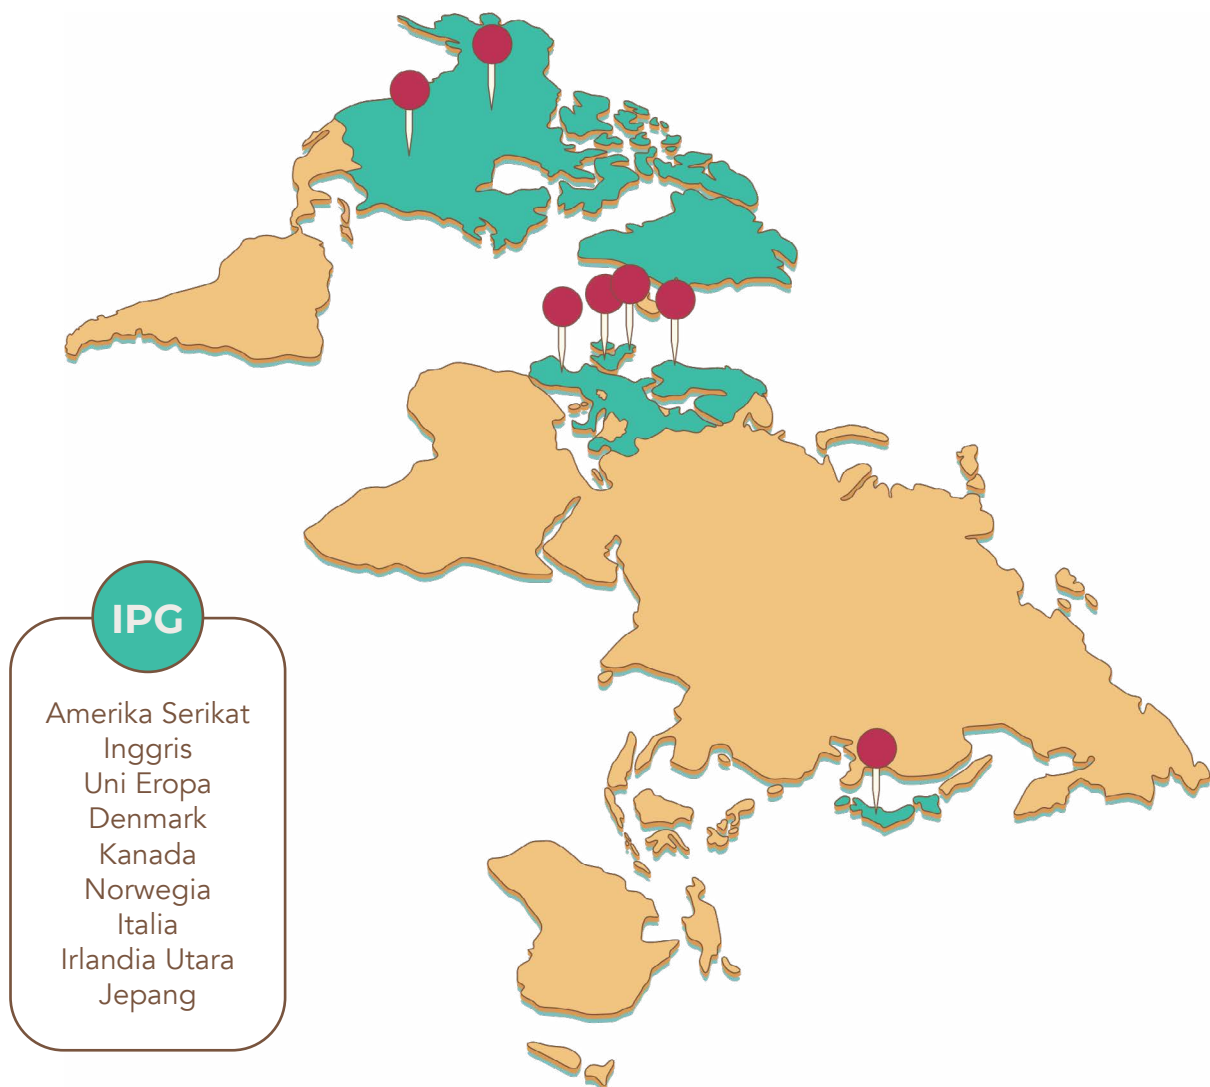 IPG
Amerika Serikat
Inggris
Uni Eropa
Denmark
Kanada
Norwegia
Italia
Irlandia Utara
Jepang